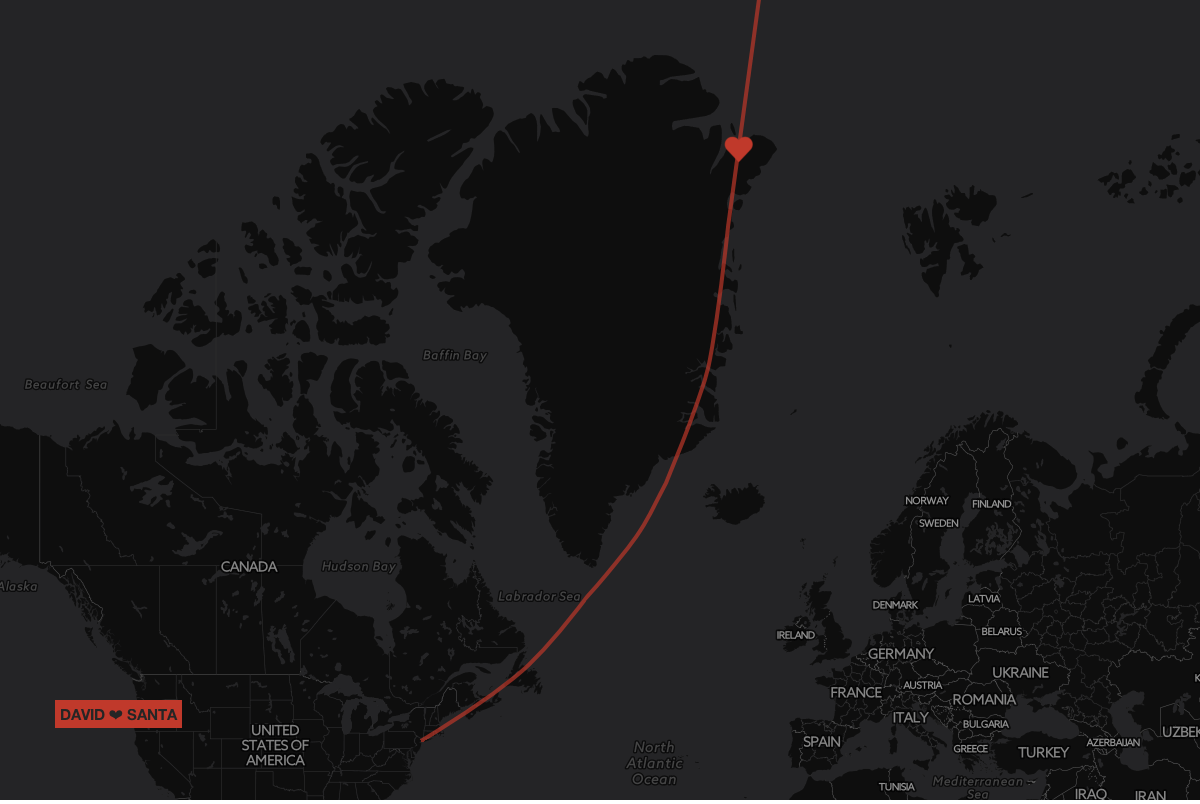 Baffin Bay
Beaufort Sea
NORWAY
FINLAND
SWEDEN
CANADA
Hudson Bay
Alaska
Labrador Sea
LATVIA
DENMARK
IRELAND
BELARUS
GERMANY
UKRAINE
AUSTRIA
FRANCE
ROMANIA
DAVID ❤ SANTA
ITALY
BULGARIA
UNITED
STATES OF
AMERICA
SPAIN
UZBEK
AZERBAIJAN
GREECE
TURKEY
North
Atlantic
Ocean
TUNISIA
Mediterranean
Sea
IRAQ
IRAN